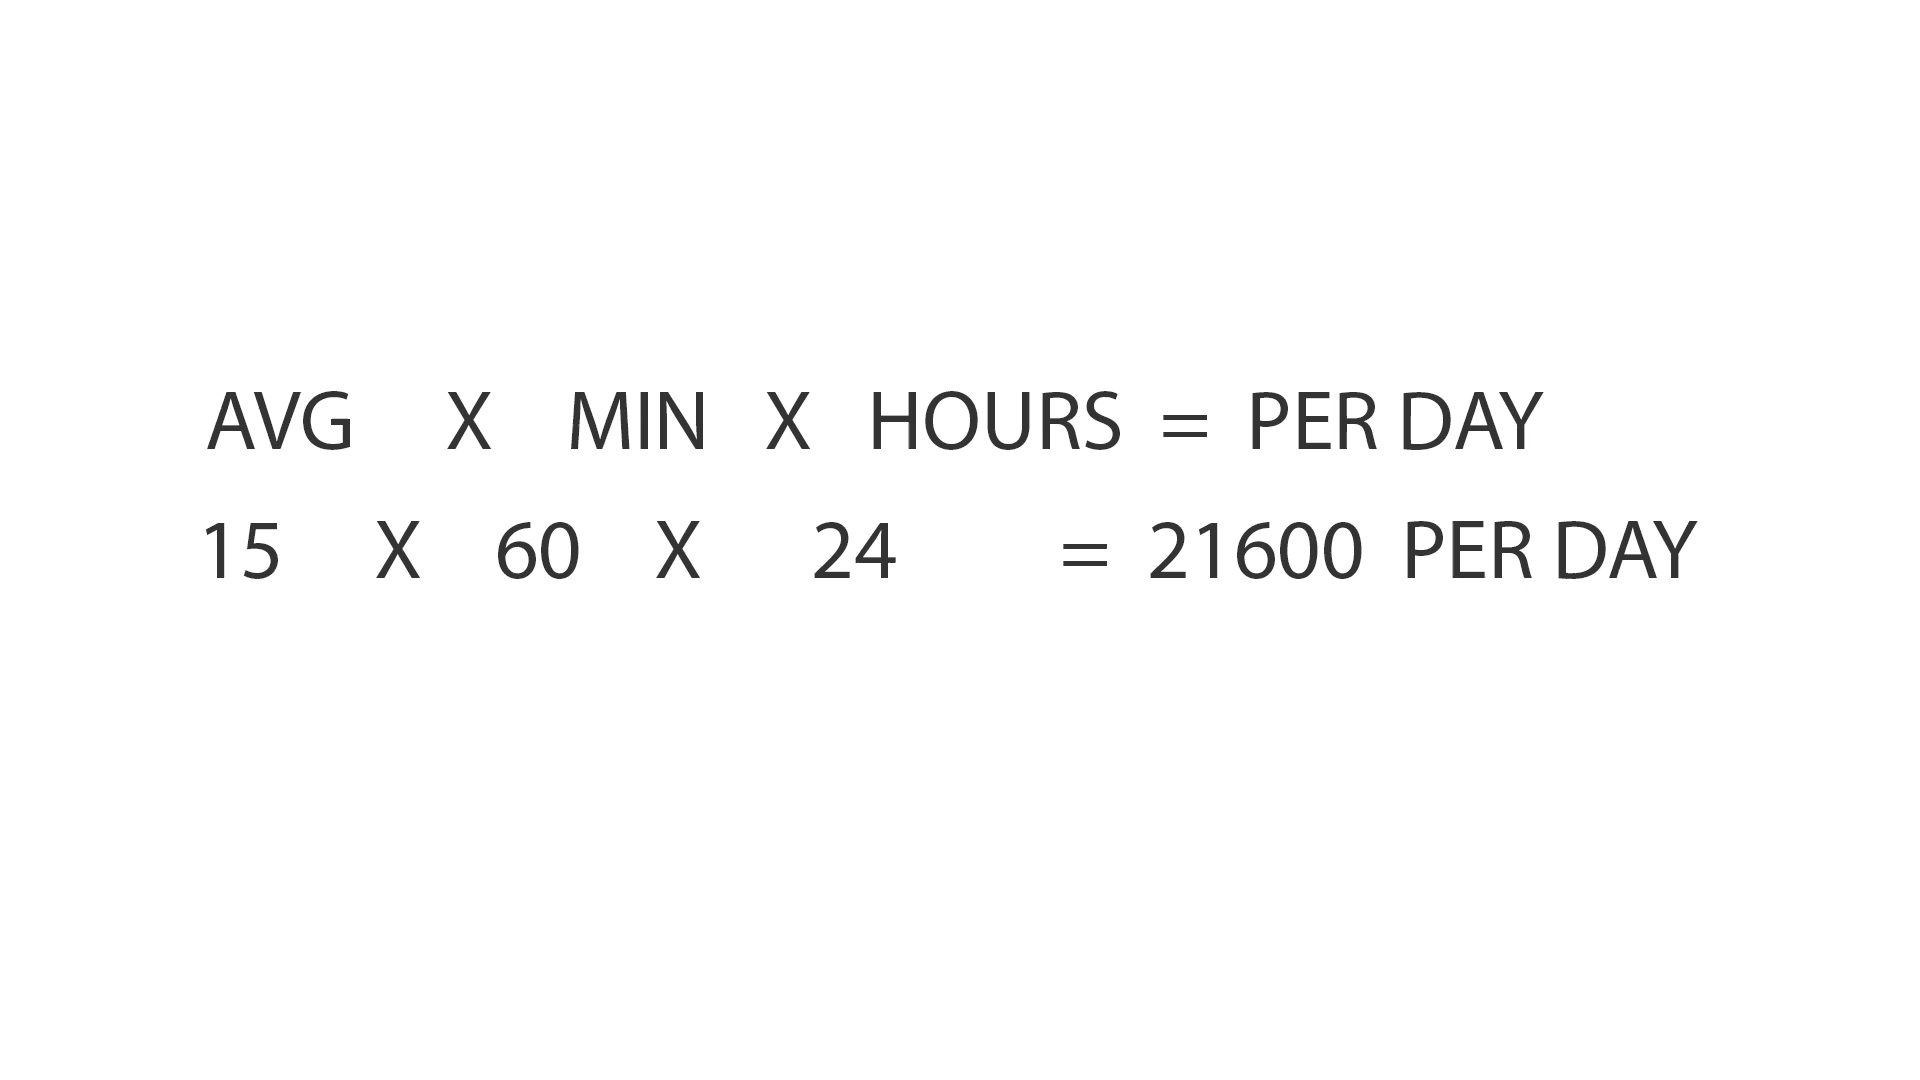 AVG X MIN X HOURS = PER DAY
15 X 60 X 24 = 21600 PER DAY